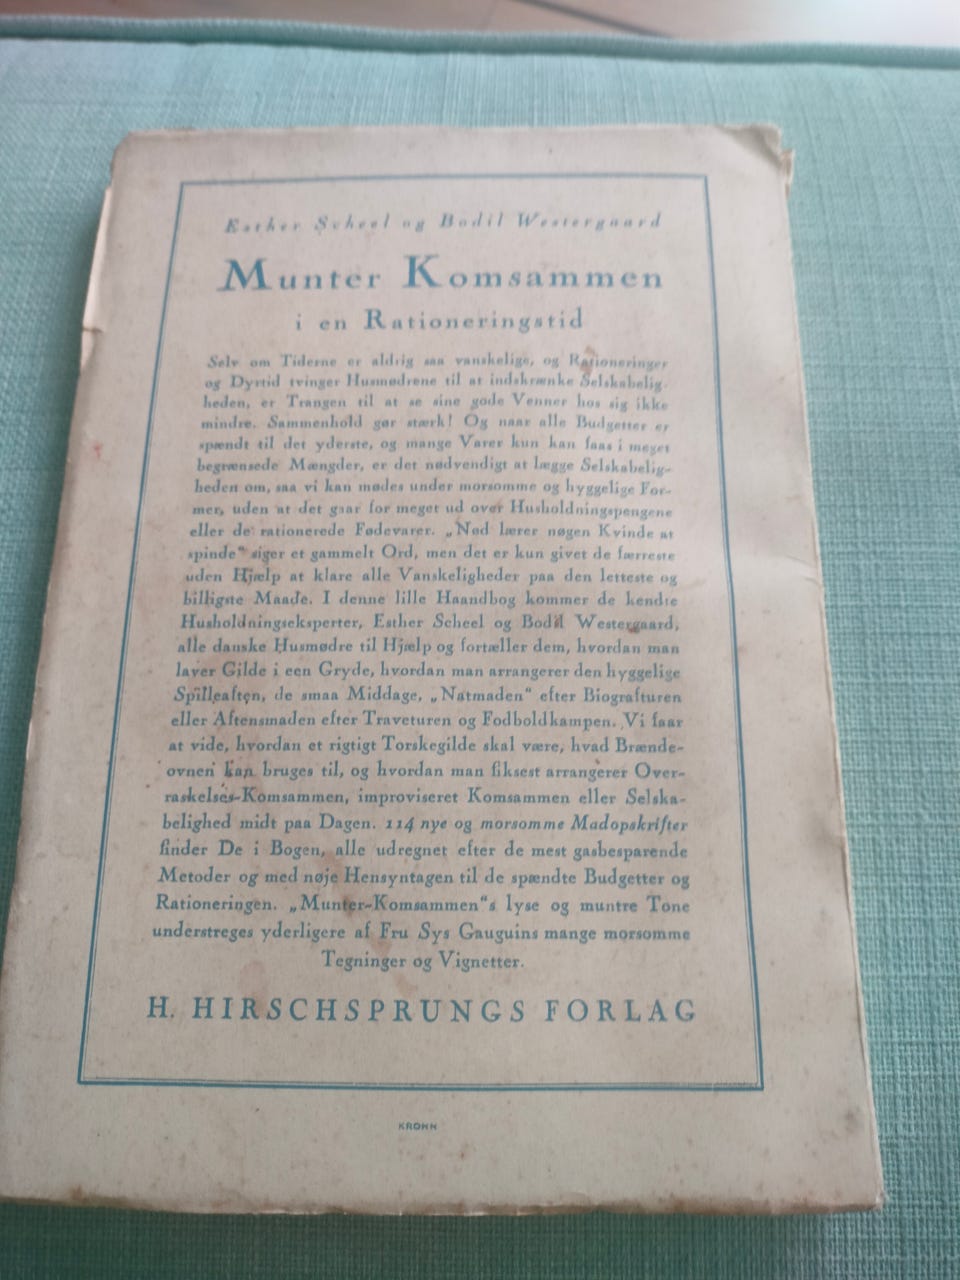 Esther Scheel og Bodil Westergaard
Munter Komsammen
i en Rationeringstid
Selv om Tiderne er aldrig saa vanskelige, og Rationeringer
og Dyrtid tvinger Husmødrene til at indskrænke Selskabelig-
heden, er Trangen til at se sine gode Venner hos sig ikke
mindre. Sammenhold gør stærk! Og naar alle Budgetter er
spændt til det yderste, og mange Varer kun kan faas i meget
begrænsede Mængder, er det nødvendigt at lægge Selskabelig-
heden om, saa vi kan mødes under morsomme og hyggelige For-
mer, uden at det gaar for meget ud over Husholdningspengene
eller de rationerede Fødevarer. „Nød lærer nøgen Kvinde at
spinde“ siger et gammelt Ord, men det er kun givet de færreste
uden Hjælp at klare alle Vanskeligheder paa den letteste og
billigste Maade. I denne lille Haandbog kommer de kendte
Husholdningseksperter, Esther Scheel og Bodil Westergaard,
alle danske Husmødre til Hjælp og fortæller dem, hvordan man
laver Gilde i een Gryde, hvordan man arrangerer den hyggelige
Spilleaften, de smaa Middage, „Natmaden“ efter Biografturen
eller Aftensmaden efter Traveturen og Fodboldkampen. Vi faar
at vide, hvordan et rigtigt Torskegilde skal være, hvad Brænde-
ovnen kan bruges til, og hvordan man fiksest arrangerer Over-
raskelses-Komsammen, improviseret Komsammen eller Selska-
belighed midt paa Dagen. 114 nye og morsomme Madopskrifter
finder De i Bogen, alle udregnet efter de mest gasbesparende
Metoder og med nøje Hensyntagen til de spændte Budgetter og
Rationeringen. „Munter-Komsammen“s lyse og muntre Tone
understreges yderligere af Fru Sys Gauguins mange morsomme
Tegninger og Vignetter.
H. HIRSCHSPRUNGS FORLAG
KROHN